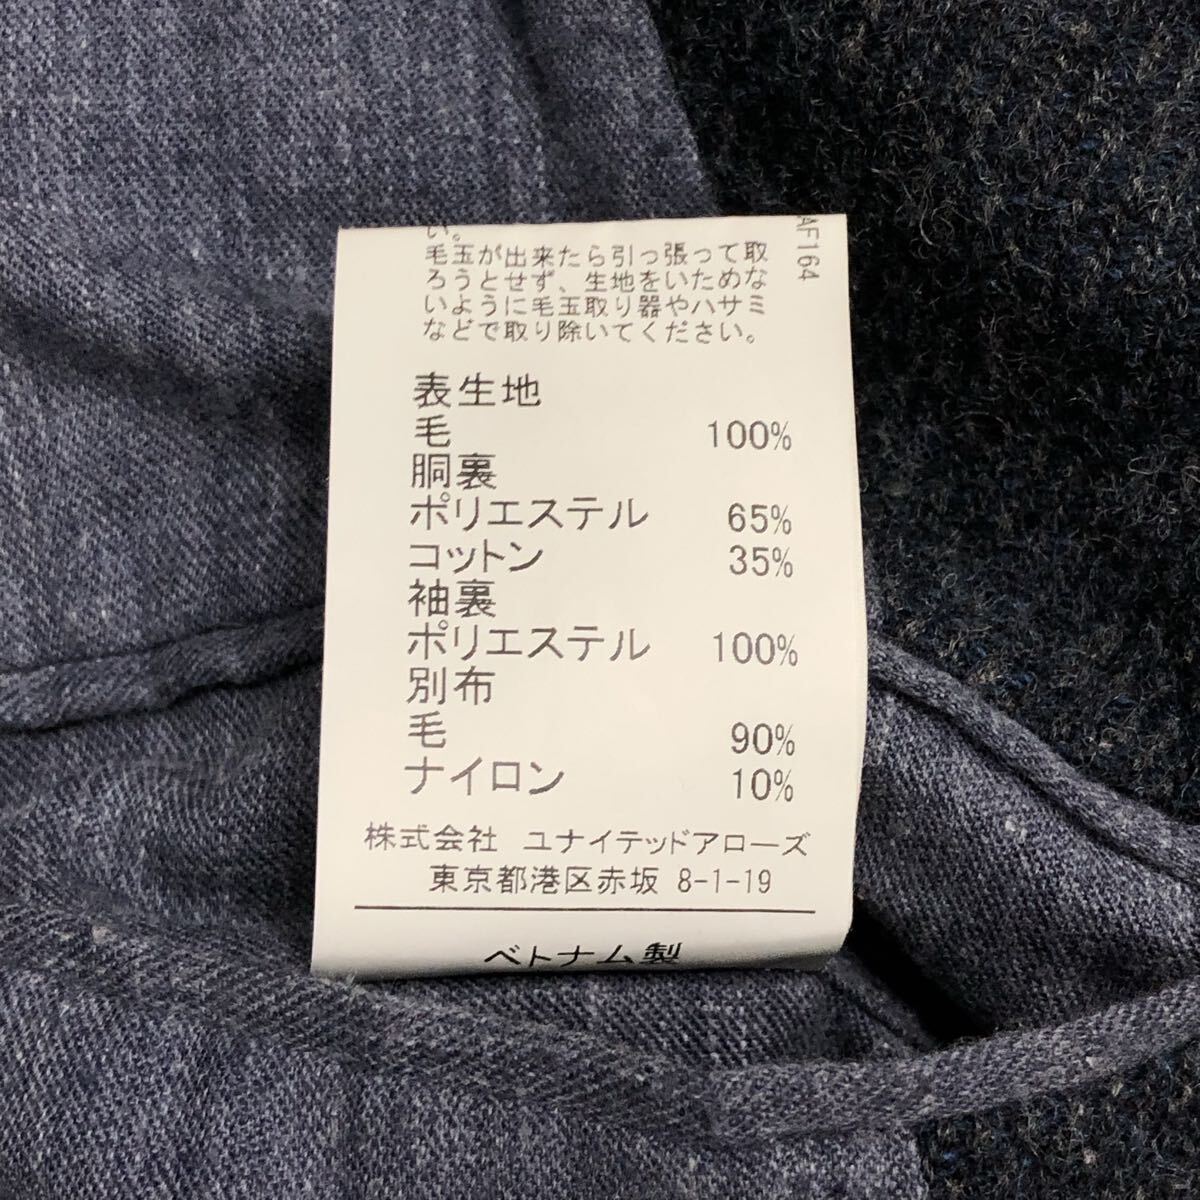 い。
毛玉が出来たら引っ張って取
ろうとせず、生地をいためな
いように毛玉取り器やハサミ
などで取り除いてください。
AF164
表生地
毛 100%
胴裏
ポリエステル 65%
コットン 35%
袖裏
ポリエステル 100%
別布
毛 90%
ナイロン 10%
株式会社 ユナイテッドアローズ
東京都港区赤坂 8-1-19
ベトナム製